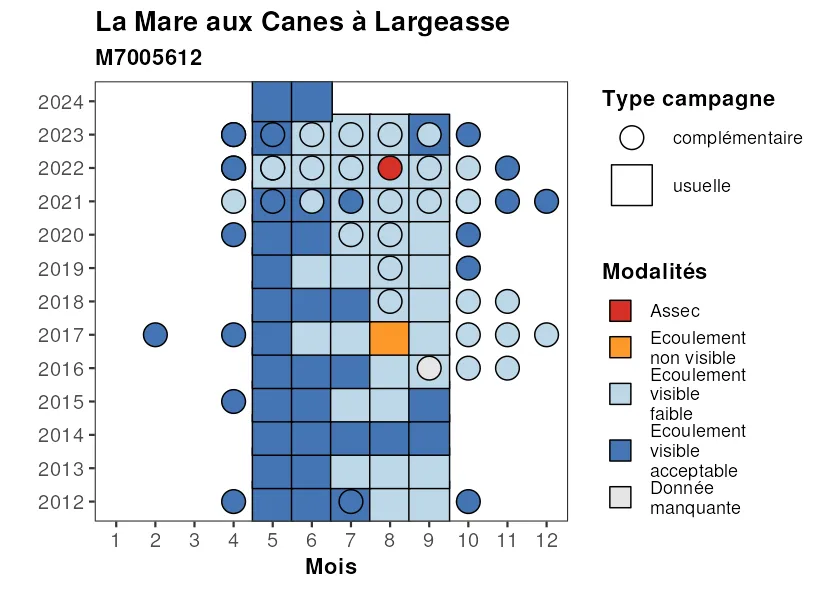 La Mare aux Canes à Largeasse
M7005612
2024
2023
2022
2021
2020
2019
2018
2017
2016
2015
2014
2013
2012
1 2 3 4 5 6 7 8 9 10 11 12
Mois
Type campagne
complémentaire
usuelle
Modalités
Assec
Ecoulement
non visible
Ecoulement
visible
faible
Ecoulement
visible
acceptable
Donnée
manquante